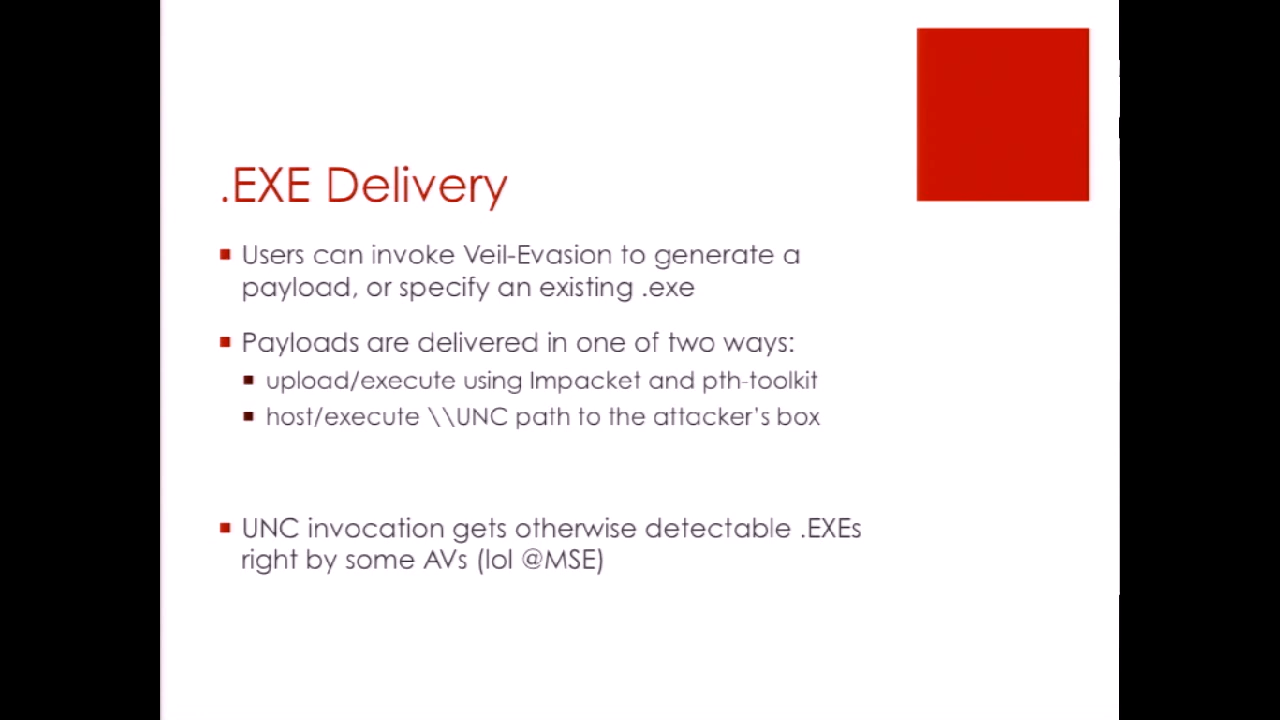 .EXE Delivery
Users can invoke Veil-Evasion to generate a
payload, or specify an existing .exe
Payloads are delivered in one of two ways:
upload/execute using Impacket and pth-toolkit
host/execute \\UNC path to the attacker's box
UNC invocation gets otherwise detectable .EXEs
right by some AVs (lol @MSE)